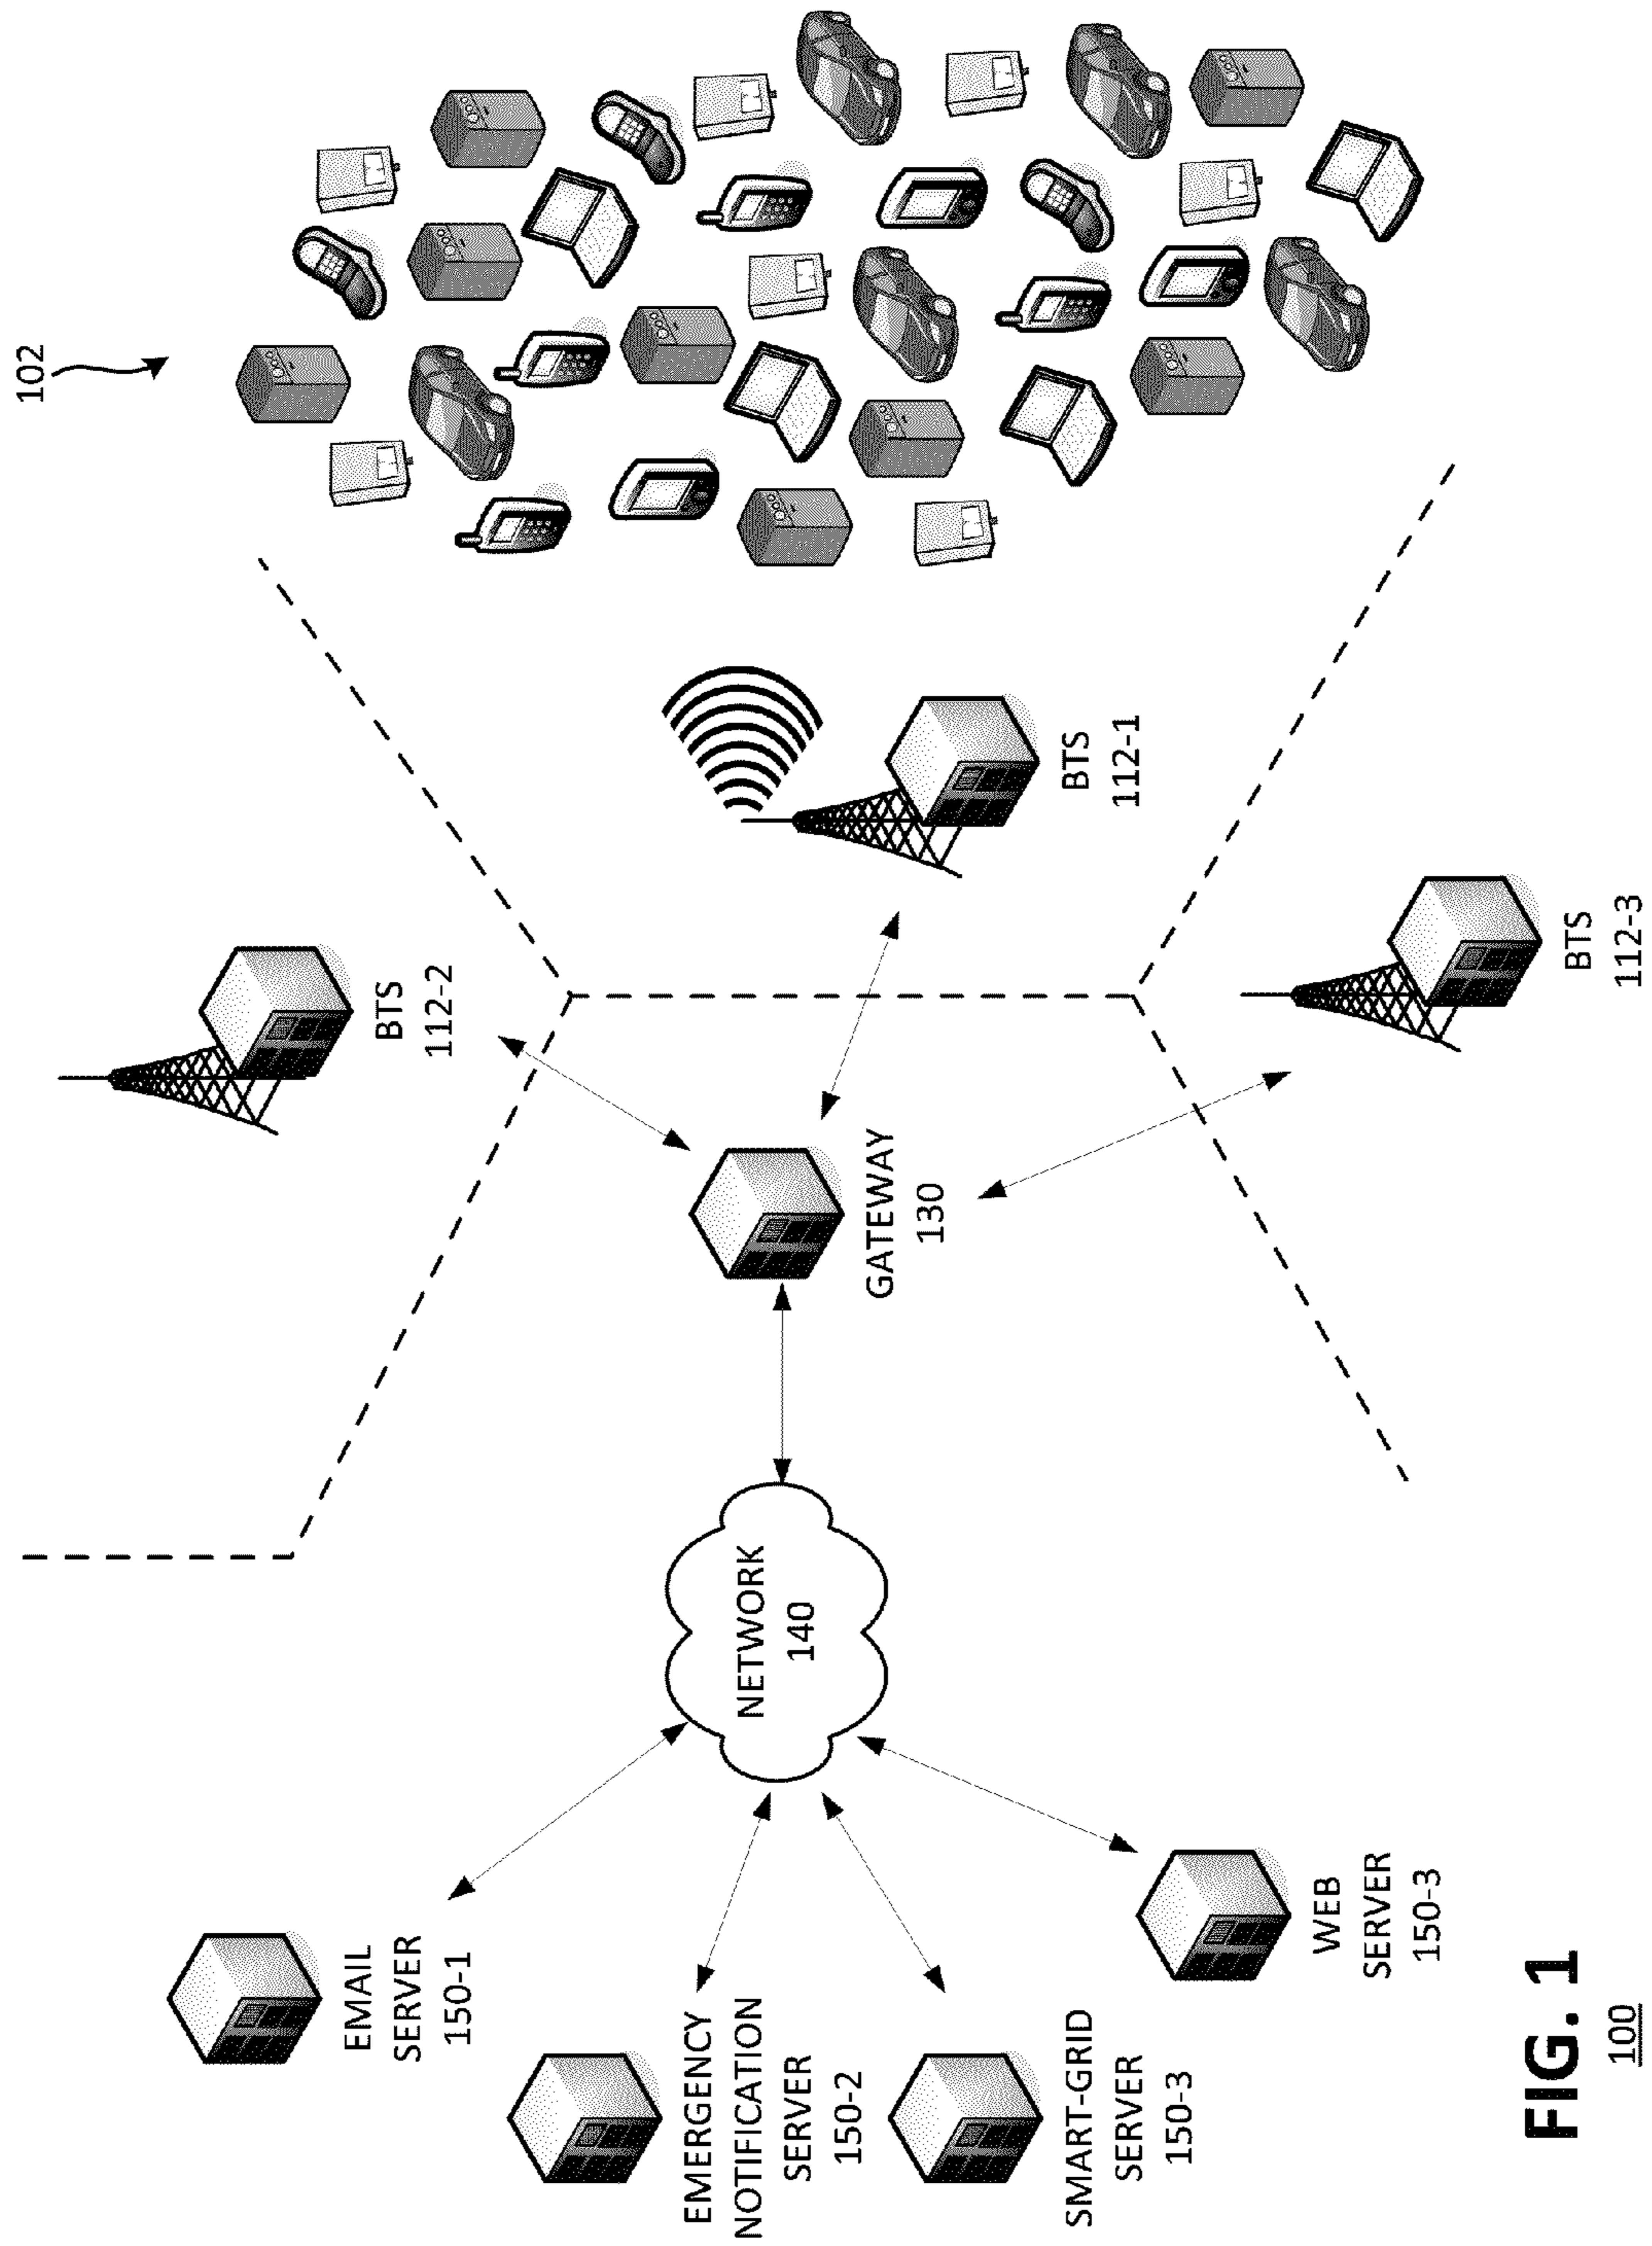 102
EMAIL
SERVER
150-1
EMERGENCY
NOTIFICATION
SERVER
150-2
SMART-GRID
SERVER
150-3
WEB
SERVER
150-3
NETWORK
140
GATEWAY
130
BTS
112-2
BTS
112-1
BTS
112-3
FIG. 1
100